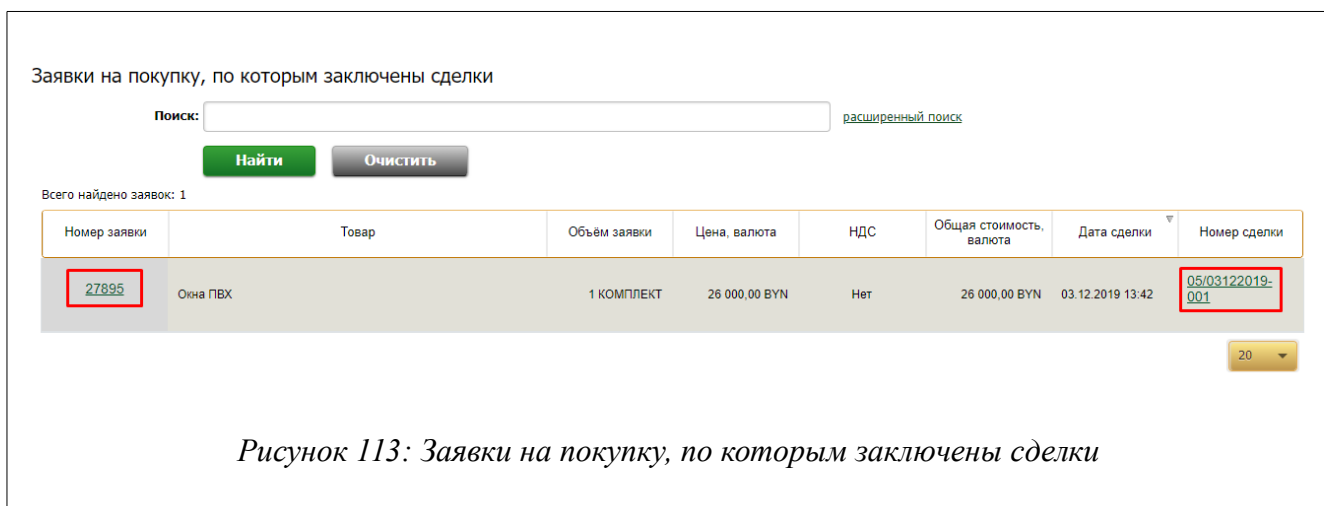 Заявки на покупку, по которым заключены сделки
Поиск: расширенный поиск
Найти Очистить
Всего найдено заявок: 1
Номер заявки Товар Объём заявки Цена, валюта НДС Общая стоимость, валюта Дата сделки Номер сделки
27895 Окна ПВХ 1 КОМПЛЕКТ 26 000,00 BYN Нет 26 000,00 BYN 03.12.2019 13:42 05/03122019-001
20
Рисунок 113: Заявки на покупку, по которым заключены сделки